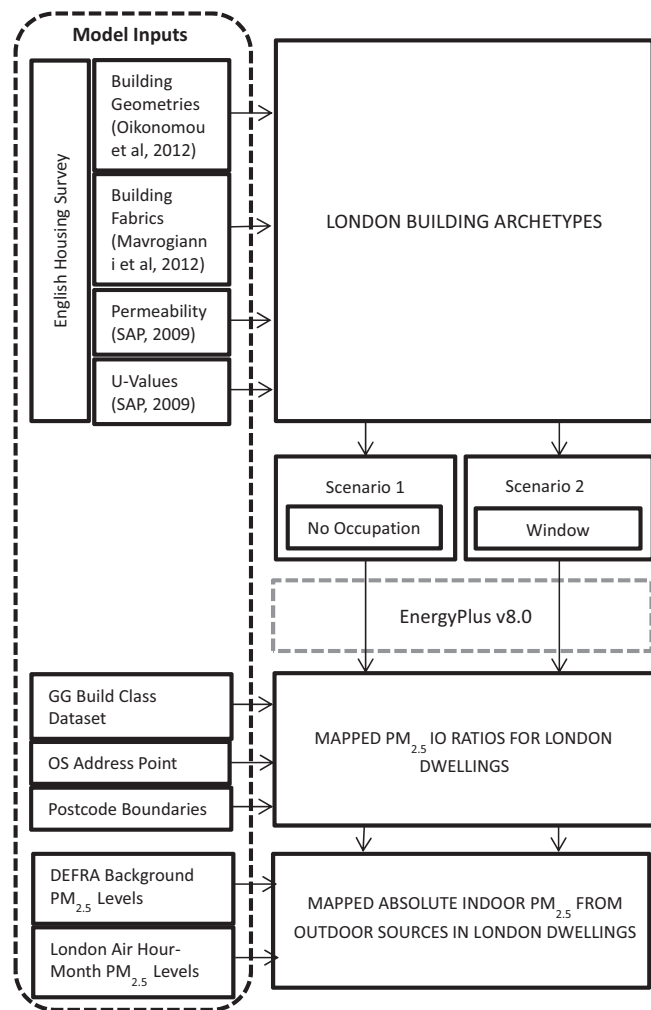 Model Inputs
English Housing Survey
Building
Geometries
(Oikonomou
et al, 2012)
Building
Fabrics
(Mavrogiann
i et al, 2012)
Permeability
(SAP, 2009)
U-Values
(SAP, 2009)
LONDON BUILDING ARCHETYPES
Scenario 1
No Occupation
Scenario 2
Window
EnergyPlus v8.0
GG Build Class
Dataset
OS Address Point
Postcode Boundaries
MAPPED PM2.5 IO RATIOS FOR LONDON
DWELLINGS
DEFRA Background
PM2.5 Levels
London Air Hour-
Month PM2.5 Levels
MAPPED ABSOLUTE INDOOR PM2.5 FROM
OUTDOOR SOURCES IN LONDON DWELLINGS